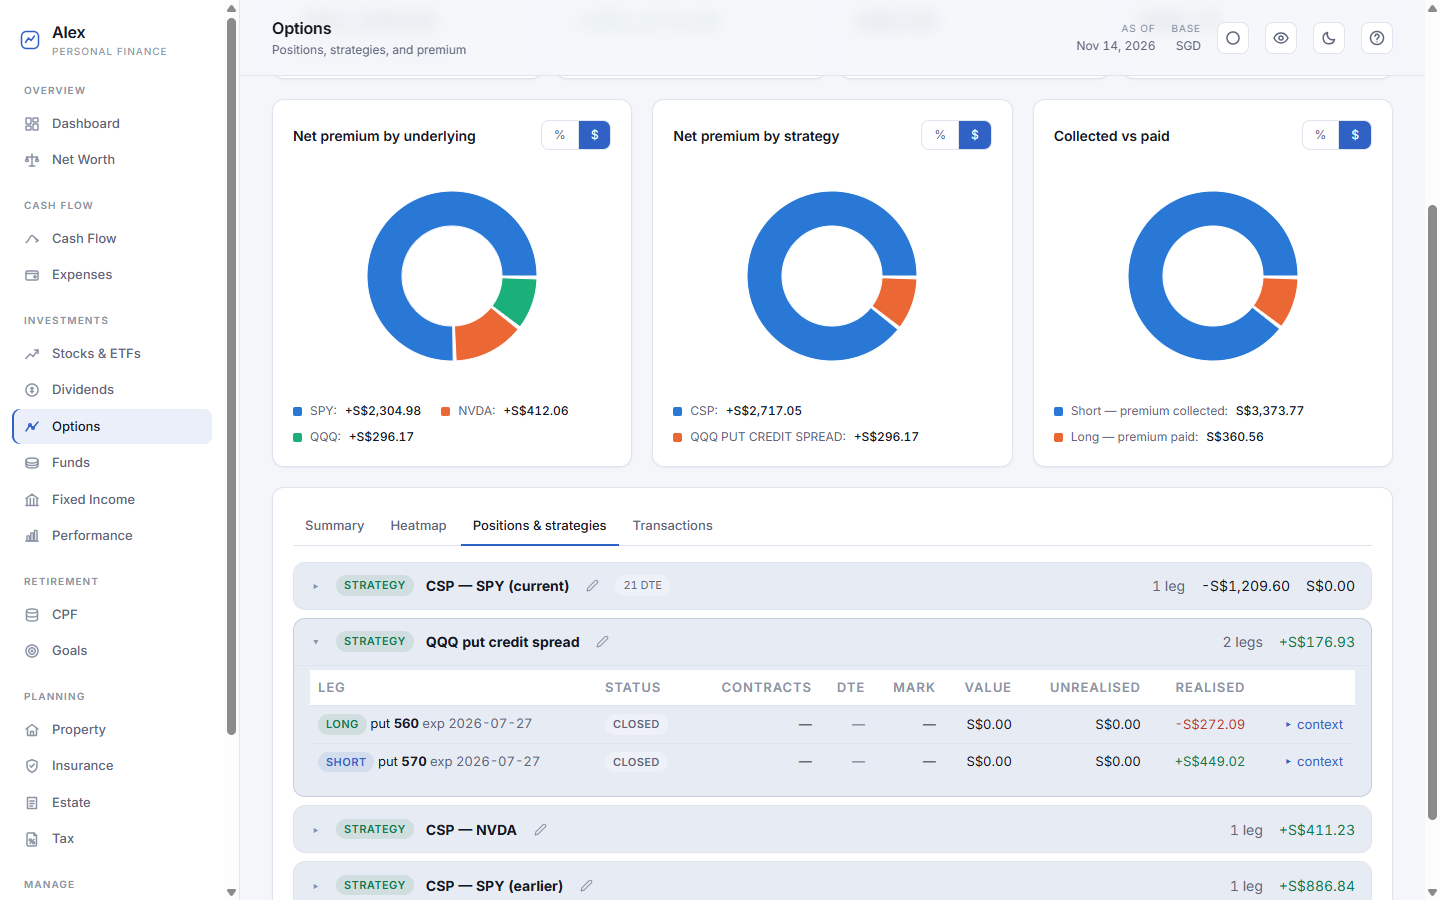 Alex
PERSONAL FINANCE
OVERVIEW
Dashboard
Net Worth
CASH FLOW
Cash Flow
Expenses
INVESTMENTS
Stocks & ETFs
Dividends
Options
Funds
Fixed Income
Performance
RETIREMENT
CPF
Goals
PLANNING
Property
Insurance
Estate
Tax
MANAGE
Options
Positions, strategies, and premium
AS OF BASE
Nov 14, 2026 SGD
Net premium by underlying % $
SPY: +S$2,304.98 NVDA: +S$412.06
QQQ: +S$296.17
Net premium by strategy % $
CSP: +S$2,717.05
QQQ PUT CREDIT SPREAD: +S$296.17
Collected vs paid % $
Short — premium collected: S$3,373.77
Long — premium paid: S$360.56
Summary Heatmap Positions & strategies Transactions
STRATEGY CSP — SPY (current) 21 DTE 1 leg -S$1,209.60 S$0.00
STRATEGY QQQ put credit spread 2 legs +S$176.93
LEG STATUS CONTRACTS DTE MARK VALUE UNREALISED REALISED
LONG put 560 exp 2026-07-27 CLOSED — — — S$0.00 S$0.00 -S$272.09 context
SHORT put 570 exp 2026-07-27 CLOSED — — — S$0.00 S$0.00 +S$449.02 context
STRATEGY CSP — NVDA 1 leg +S$411.23
STRATEGY CSP — SPY (earlier) 1 leg +S$886.84